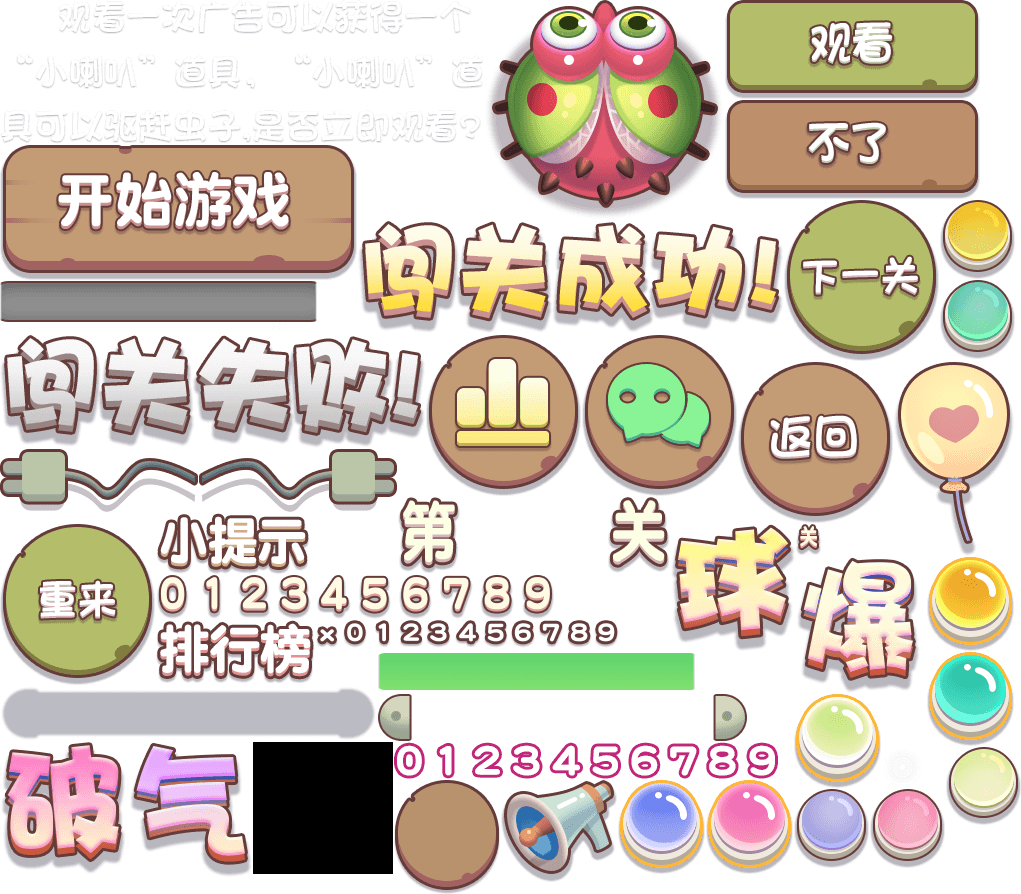 观看一次广告可以获得一个
“小喇叭”道具，“小喇叭”道
具可以驱赶虫子,是否立即观看?
观看
不了
开始游戏
闯关成功!
下一关
闯关失败!
返回
小提示
第
关
关
球
爆
重来
0123456789
排行榜
×0123456789
破气
0123456789